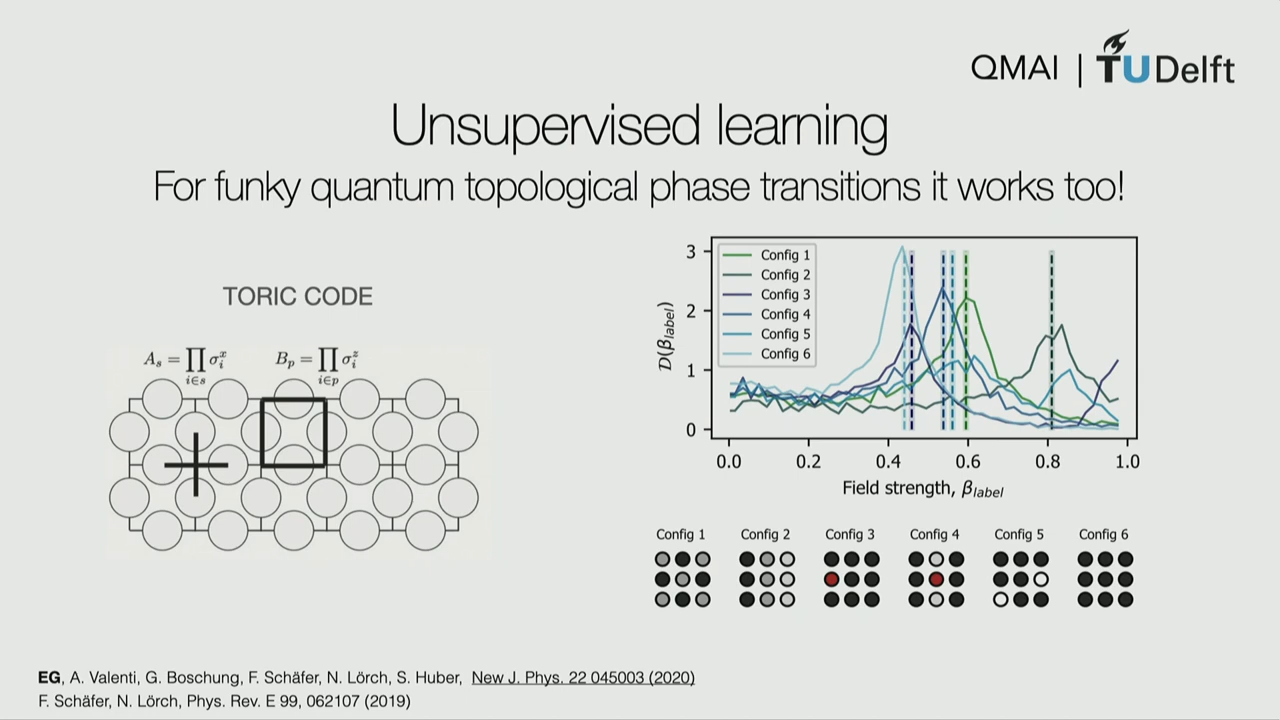 QMAI | TU Delft
Unsupervised learning
For funky quantum topological phase transitions it works too!
TORIC CODE
A_s = ∏_{i∈s} σ_i^x B_p = ∏_{i∈p} σ_i^z
3
2
1
0
D(β_label)
Config 1
Config 2
Config 3
Config 4
Config 5
Config 6
0.0 0.2 0.4 0.6 0.8 1.0
Field strength, β_label
Config 1 Config 2 Config 3 Config 4 Config 5 Config 6
EG, A. Valenti, G. Boschung, F. Schäfer, N. Lörch, S. Huber, New J. Phys. 22 045003 (2020)
F. Schäfer, N. Lörch, Phys. Rev. E 99, 062107 (2019)